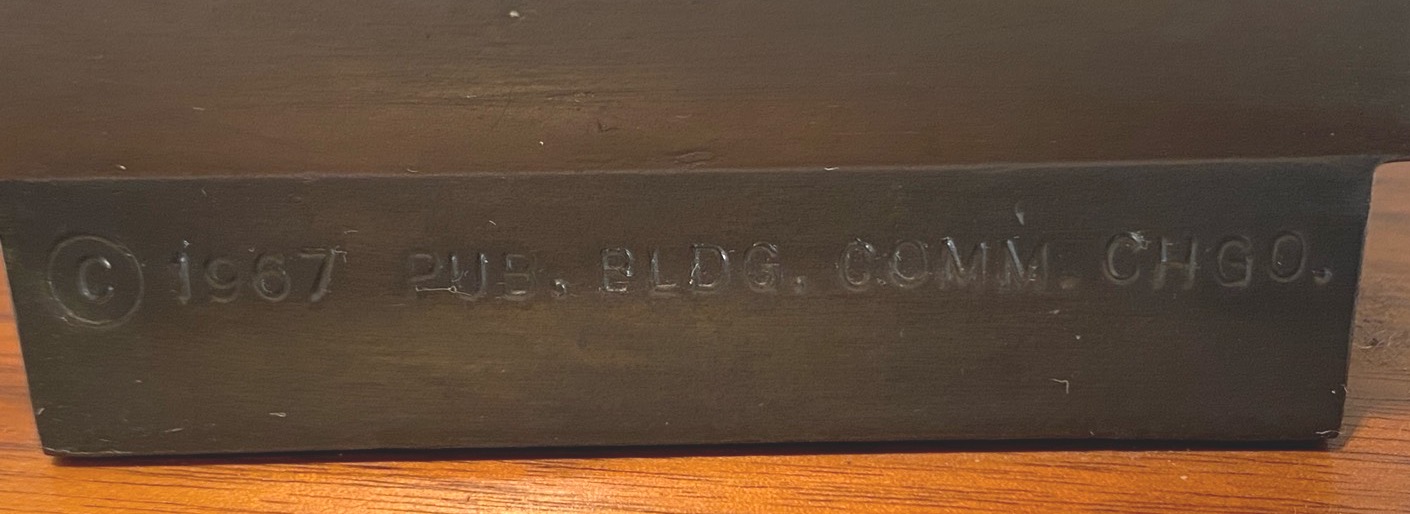 © 1967 PUB. BLDG. COMM. CHGO.